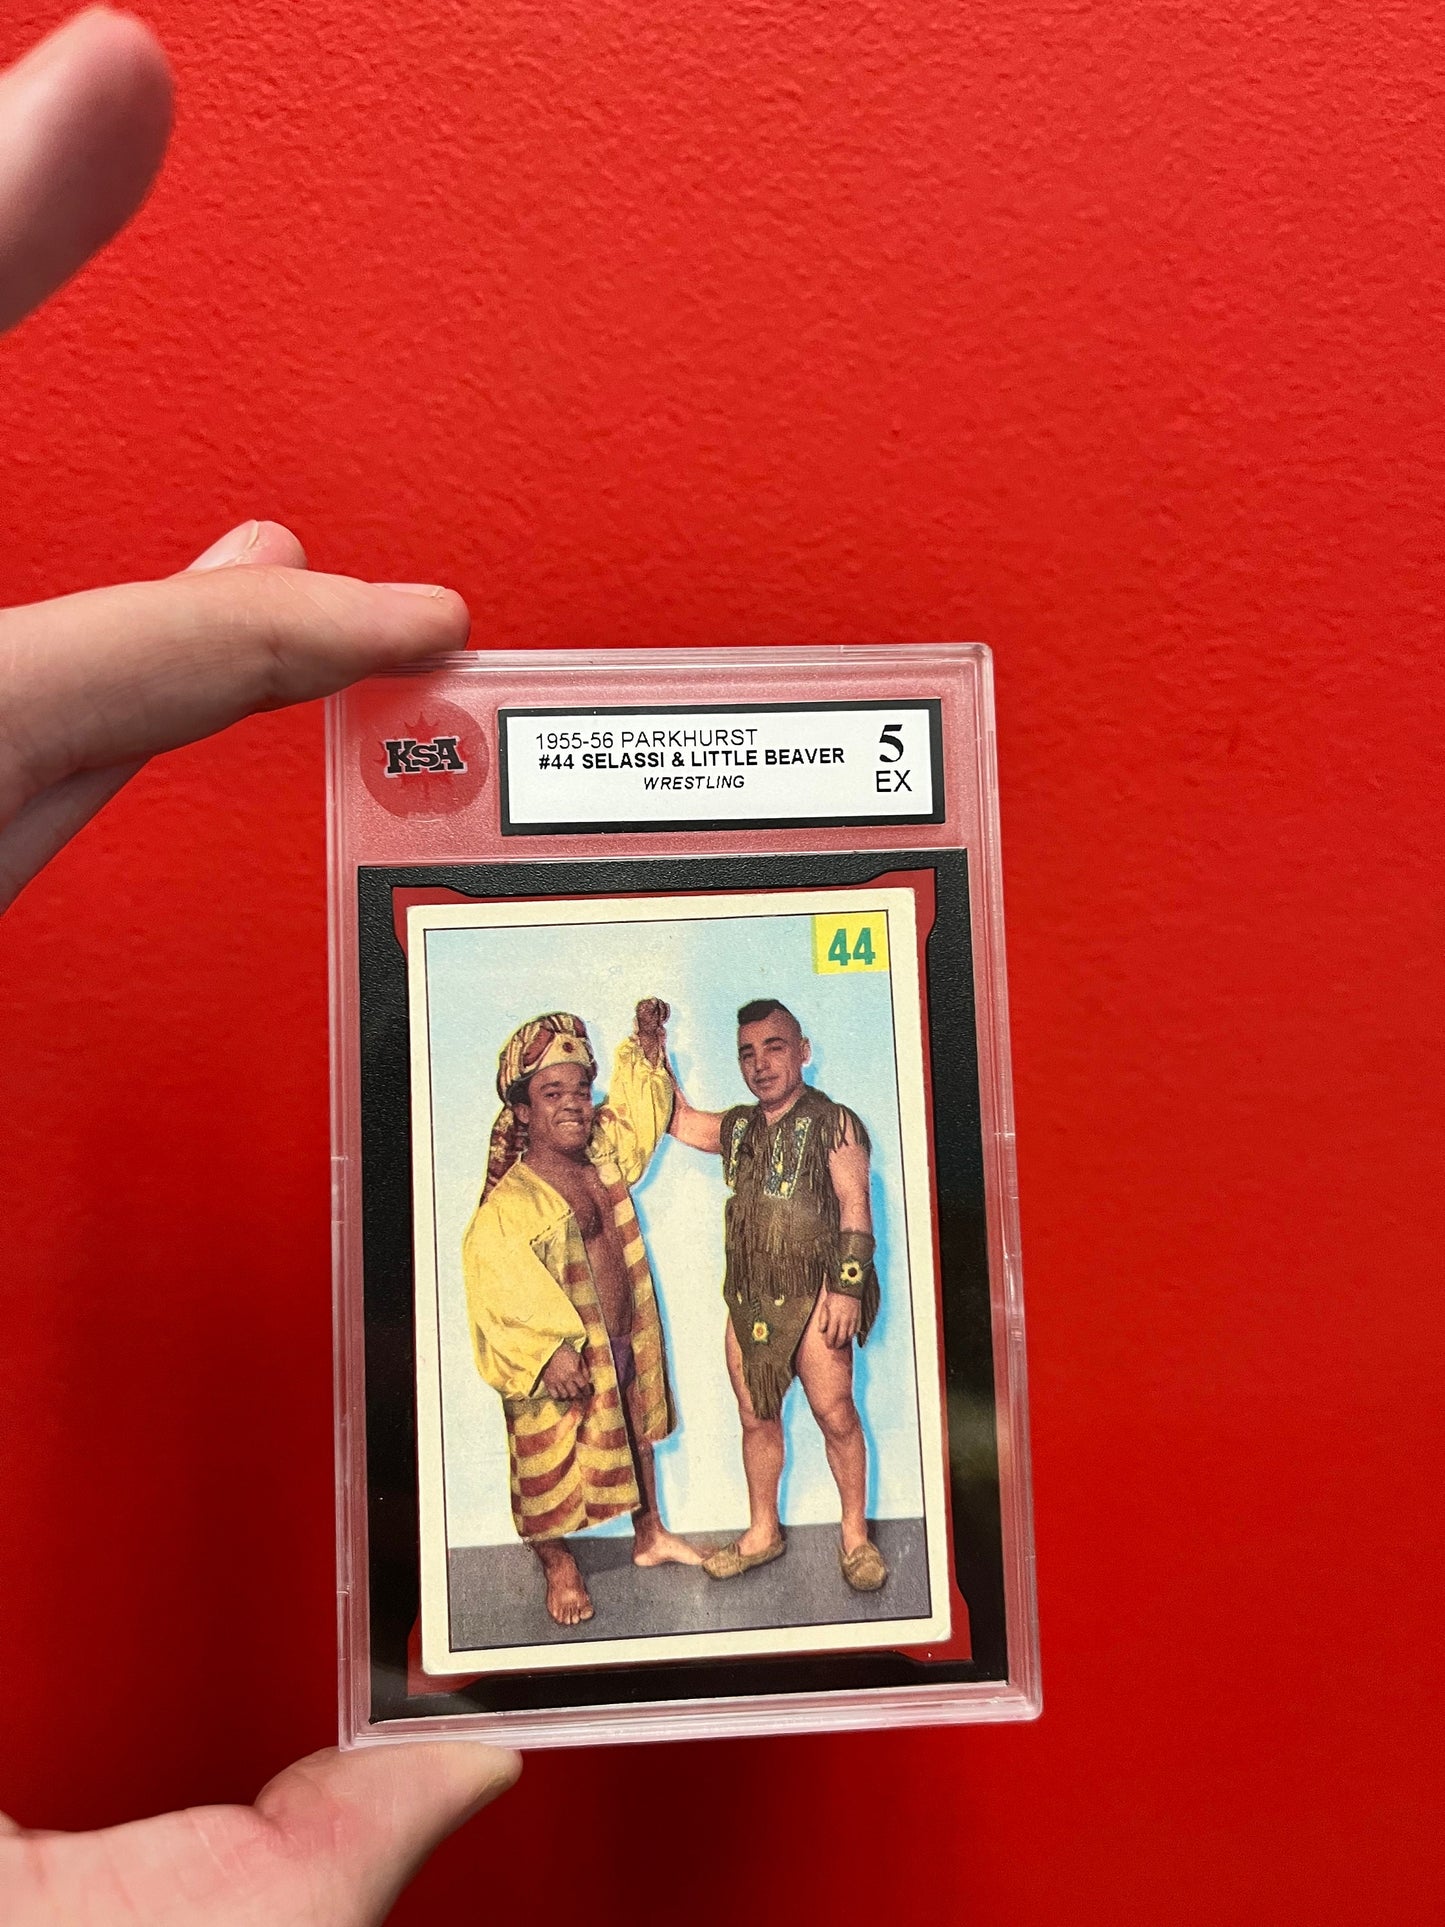 KSA
1955-56 PARKHURST
#44 SELASSI & LITTLE BEAVER
WRESTLING
5
EX
44